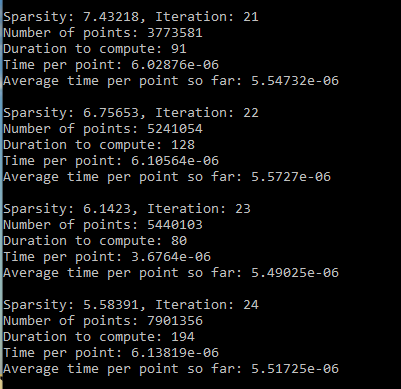 Sparsity: 7.43218, Iteration: 21
Number of points: 3773581
Duration to compute: 91
Time per point: 6.02876e-06
Average time per point so far: 5.54732e-06
Sparsity: 6.75653, Iteration: 22
Number of points: 5241054
Duration to compute: 128
Time per point: 6.10564e-06
Average time per point so far: 5.5727e-06
Sparsity: 6.1423, Iteration: 23
Number of points: 5440103
Duration to compute: 80
Time per point: 3.6764e-06
Average time per point so far: 5.49025e-06
Sparsity: 5.58391, Iteration: 24
Number of points: 7901356
Duration to compute: 194
Time per point: 6.13819e-06
Average time per point so far: 5.51725e-06